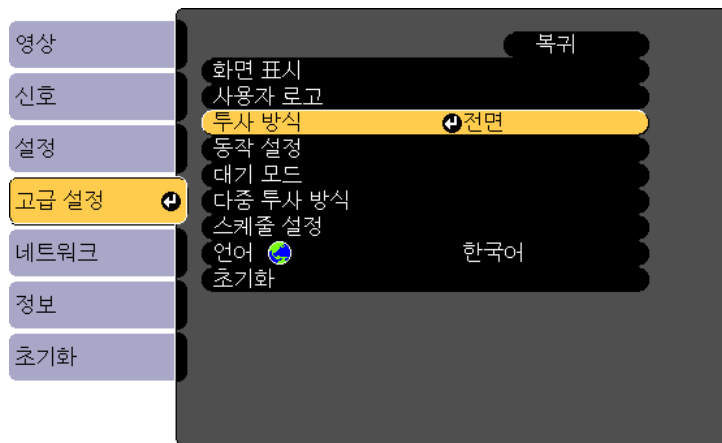 영상
신호
설정
고급 설정
네트워크
정보
초기화
복귀
화면 표시
사용자 로고
투사 방식 전면
동작 설정
대기 모드
다중 투사 방식
스케줄 설정
언어 한국어
초기화